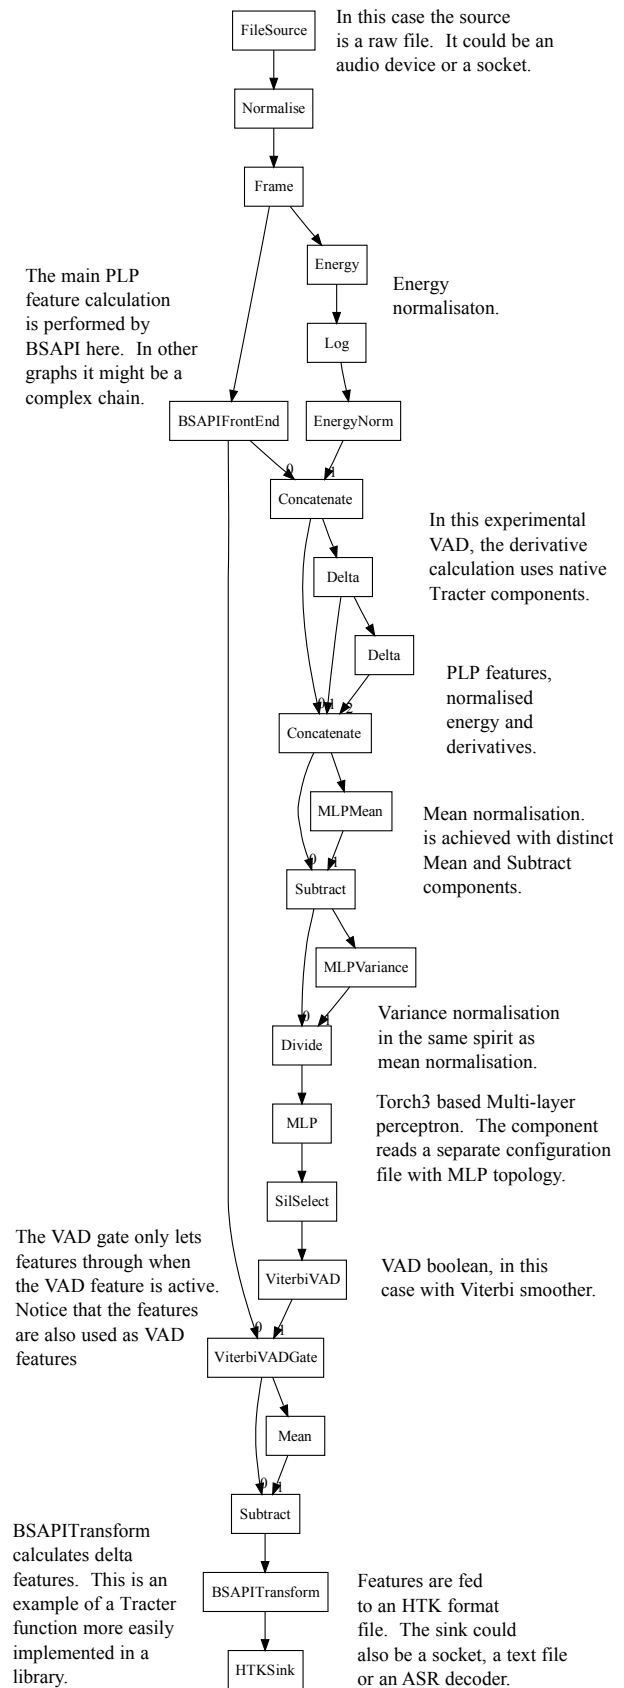 FileSource
In this case the source
is a raw file.  It could be an
audio device or a socket.
Normalise
Frame
Energy
Energy
normalisaton.
The main PLP
feature calculation
is performed by
BSAPI here.  In other
graphs it might be a
complex chain.
Log
BSAPIFrontEnd
EnergyNorm
0
1
Concatenate
In this experimental
VAD, the derivative
calculation uses native
Tracter components.
Delta
Delta
PLP features,
normalised
energy and
derivatives.
0
1
2
Concatenate
MLPMean
Mean normalisation.
is achieved with distinct
Mean and Subtract
components.
0
1
Subtract
MLPVariance
Variance normalisation
in the same spirit as
mean normalisation.
0
1
Divide
MLP
Torch3 based Multi-layer
perceptron.  The component
reads a separate configuration
file with MLP topology.
SilSelect
The VAD gate only lets
features through when
the VAD feature is active.
Notice that the features
are also used as VAD
features
ViterbiVAD
VAD boolean, in this
case with Viterbi smoother.
0
1
ViterbiVADGate
Mean
0
1
Subtract
BSAPITransform
calculates delta
features.  This is an
example of a Tracter
function more easily
implemented in a
library.
BSAPITransform
Features are fed
to an HTK format
file.  The sink could
also be a socket, a text file
or an ASR decoder.
HTKSink